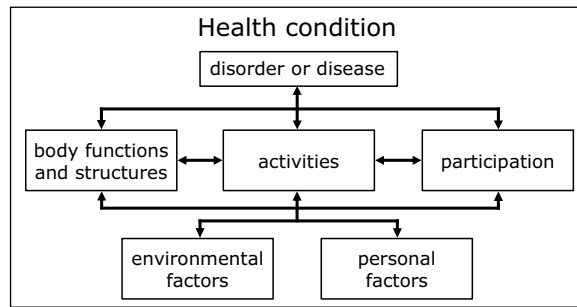 Health condition
disorder or disease
body functions
and structures
activities
participation
environmental
factors
personal
factors